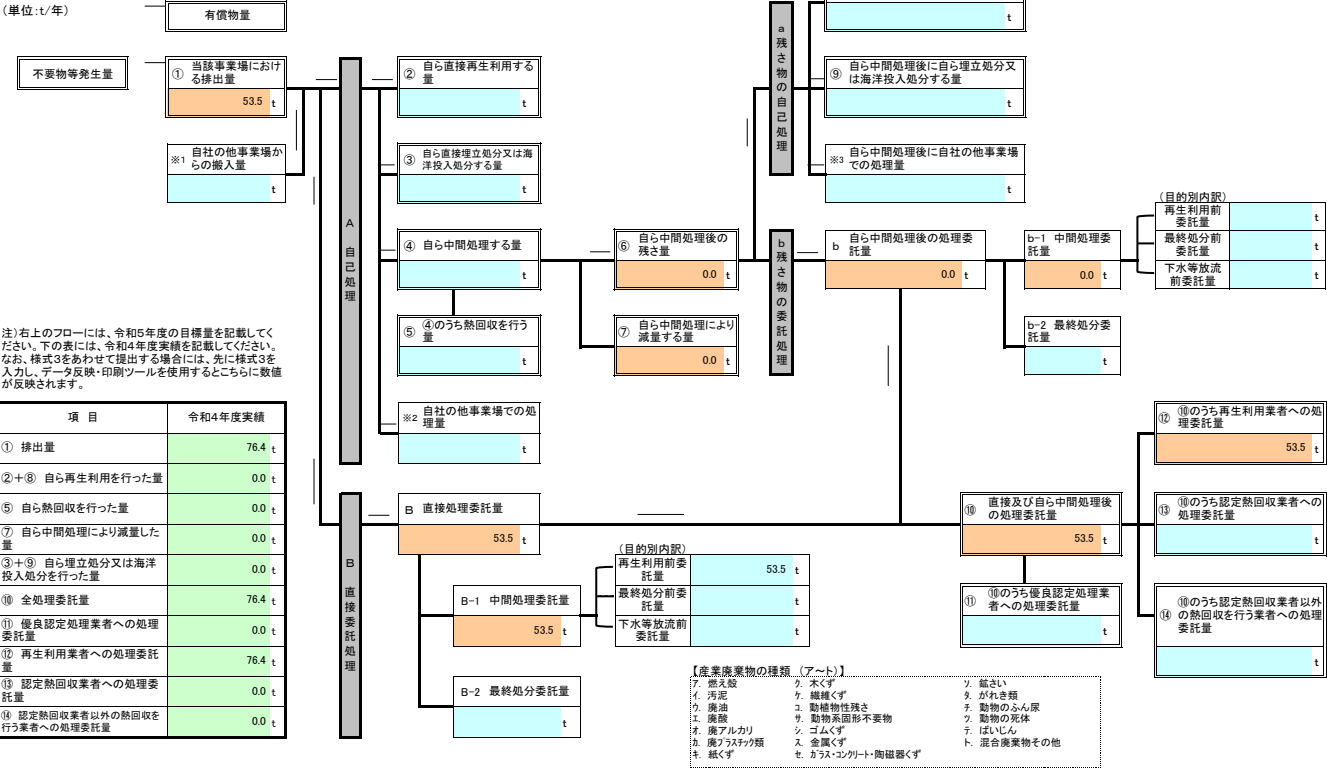 (単位:t/年)
有償物量
t
不要物等発生量
① 当該事業場におけ
る排出量
53.5 t
※1 自社の他事業場か
らの搬入量
t
A 自己処理
② 自ら直接再生利用する
量
t
③ 自ら直接埋立処分又は海
洋投入処分する量
t
④ 自ら中間処理する量
t
⑤ ④のうち熱回収を行う
量
t
※2 自社の他事業場での処
理量
t
⑥ 自ら中間処理後の
残さ量
0.0 t
⑦ 自ら中間処理により
減量する量
0.0 t
a 残さ物の自己処理
⑨ 自ら中間処理後に自ら埋立処分又
は海洋投入処分する量
t
※3 自ら中間処理後に自社の他事業場
での処理量
t
b 残さ物の委託処理
b 自ら中間処理後の処理委
託量
0.0 t
b-1 中間処理委
託量
0.0 t
b-2 最終処分委
託量
t
(目的別内訳)
再生利用前
委託量
t
最終処分前
委託量
t
下水等放流
前委託量
t
注)右上のフローには、令和5年度の目標量を記載してく
ださい。下の表には、令和4年度実績を記載してください。
なお、様式3をあわせて提出する場合には、先に様式3を
入力し、データ反映・印刷ツールを使用するとこちらに数値
が反映されます。
項 目 令和4年度実績
① 排出量 76.4 t
②+⑧ 自ら再生利用を行った量 0.0 t
⑤ 自ら熱回収を行った量 0.0 t
⑦ 自ら中間処理により減量した
量 0.0 t
③+⑨ 自ら埋立処分又は海洋
投入処分を行った量 0.0 t
⑩ 全処理委託量 76.4 t
⑪ 優良認定処理業者への処理
委託量 0.0 t
⑫ 再生利用業者への処理委託
量 76.4 t
⑬ 認定熱回収業者への処理委
託量 0.0 t
⑭ 認定熱回収業者以外の熱回収を
行う業者への処理委託量 0.0 t
B 直接委託処理
B 直接処理委託量
53.5 t
B-1 中間処理委託量
53.5 t
B-2 最終処分委託量
t
(目的別内訳)
再生利用前委
託量
53.5 t
最終処分前委
託量
t
下水等放流前
委託量
t
⑩ 直接及び自ら中間処理後
の処理委託量
53.5 t
⑪ ⑩のうち優良認定処理業
者への処理委託量
t
⑫ ⑩のうち再生利用業者への処
理委託量
53.5 t
⑬ ⑩のうち認定熱回収業者への
処理委託量
t
⑭ ⑩のうち認定熱回収業者以外
の熱回収を行う業者への処理
委託量
t
【産業廃棄物の種類 (ア~ト)】
ア. 燃え殻
イ. 汚泥
ウ. 廃油
エ. 廃酸
オ. 廃アルカリ
カ. 廃プラスチック類
キ. 紙くず
ク. 木くず
ケ. 繊維くず
コ. 動植物性残さ
サ. 動物系固形不要物
シ. ゴムくず
ス. 金属くず
セ. ガラス・コンクリート・陶磁器くず
ソ. 鉱さい
タ. がれき類
チ. 動物のふん尿
ツ. 動物の死体
テ. ばいじん
ト. 混合廃棄物その他